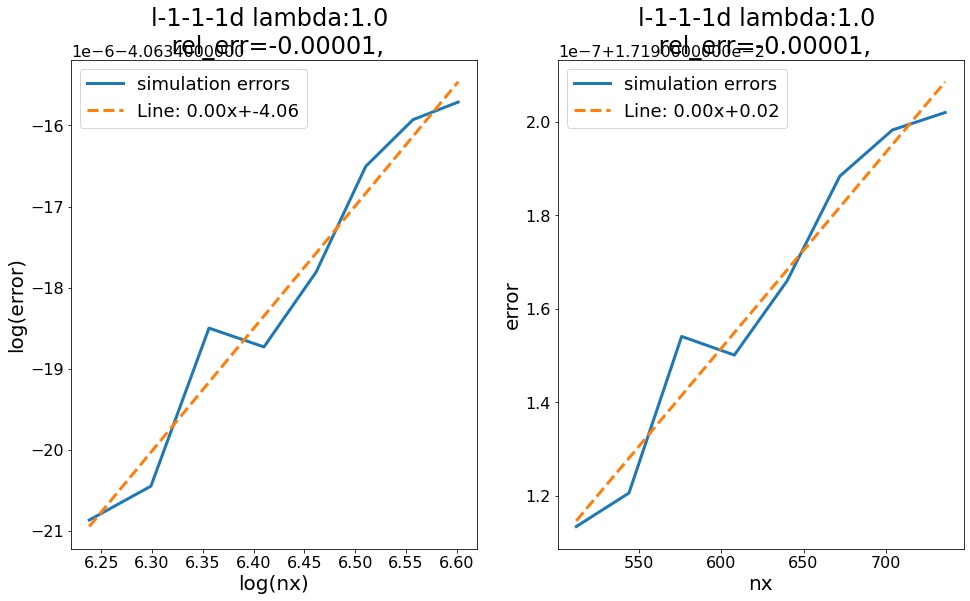 l-1-1-1d lambda:1.0
rel_err=-0.00001,
1e−6−4.0634000000
simulation errors
Line: 0.00x+-4.06
−16
−17
−18
−19
−20
−21
log(error)
6.25 6.30 6.35 6.40 6.45 6.50 6.55 6.60
log(nx)
l-1-1-1d lambda:1.0
rel_err=-0.00001,
1e−7+1.7190000000e−2
simulation errors
Line: 0.00x+0.02
2.0
1.8
1.6
1.4
1.2
error
550 600 650 700
nx